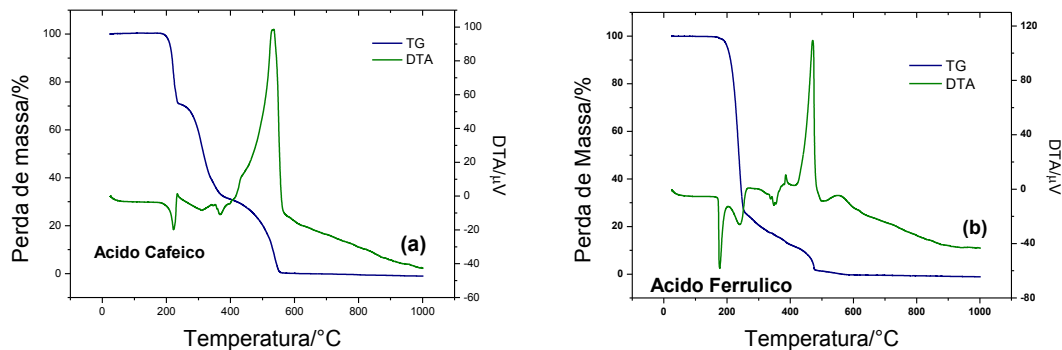 100
80
60
40
20
0
Perda de massa/%
TG
DTA
100
80
60
40
20
0
-20
-40
-60
DTA/µV
Acido Cafeico
(a)
0 200 400 600 800 1000
Temperatura/°C
100
80
60
40
20
0
Perda de Massa/%
TG
DTA
120
80
40
0
-40
-80
DTA/µV
Acido Ferrulico
(b)
0 200 400 600 800 1000
Temperatura/°C